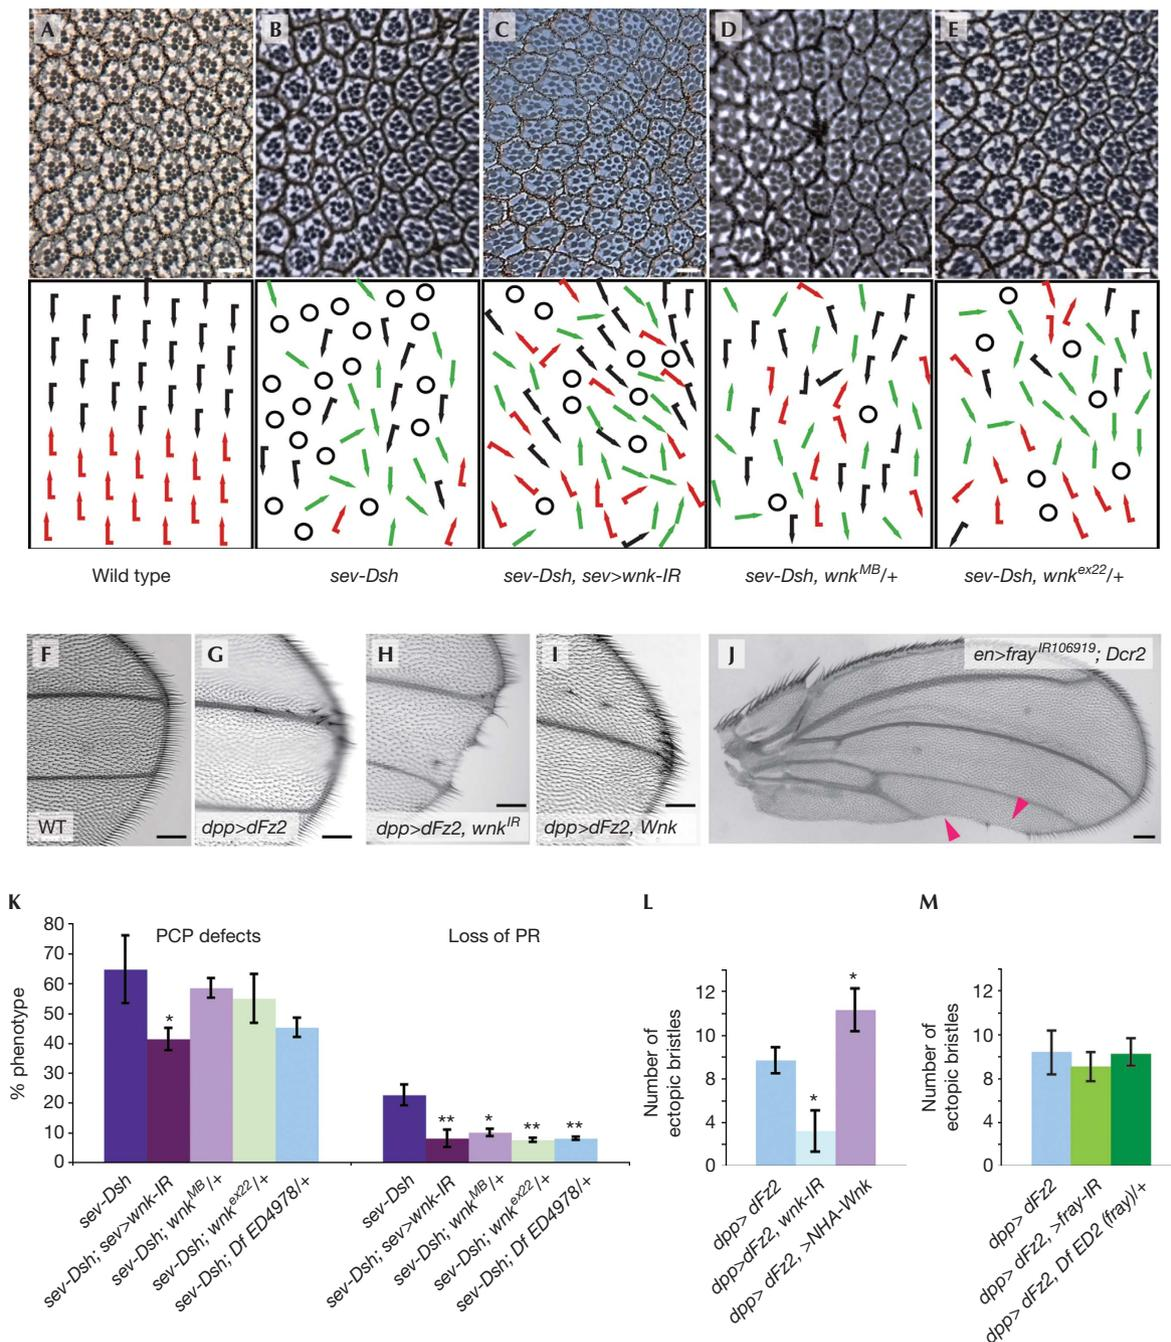 A B C D E
Wild type sev-Dsh sev-Dsh, sev>wnk-IR sev-Dsh, wnk^MB/+ sev-Dsh, wnk^ex22/+
F G H I J en>fray^IR106919; Dcr2
WT dpp>dFz2 dpp>dFz2, wnk^IR dpp>dFz2, Wnk
K
PCP defects Loss of PR
% phenotype
80
70
60
50
40
30
20
10
0
* ** * ** **
sev-Dsh
sev-Dsh; sev>wnk-IR
sev-Dsh; wnk^MB/+
sev-Dsh; wnk^ex22/+
sev-Dsh; Df ED4978/+
sev-Dsh
sev-Dsh; sev>wnk-IR
sev-Dsh; wnk^MB/+
sev-Dsh; wnk^ex22/+
sev-Dsh; Df ED4978/+
L
Number of
ectopic bristles
12
10
8
4
0
* *
dpp> dFz2
dpp>dFz2, wnk-IR
dpp> dFz2, >NHA-Wnk
M
Number of
ectopic bristles
12
10
8
4
0
dpp> dFz2
dpp> dFz2, >fray-IR
dpp> dFz2, Df ED2 (fray)/+